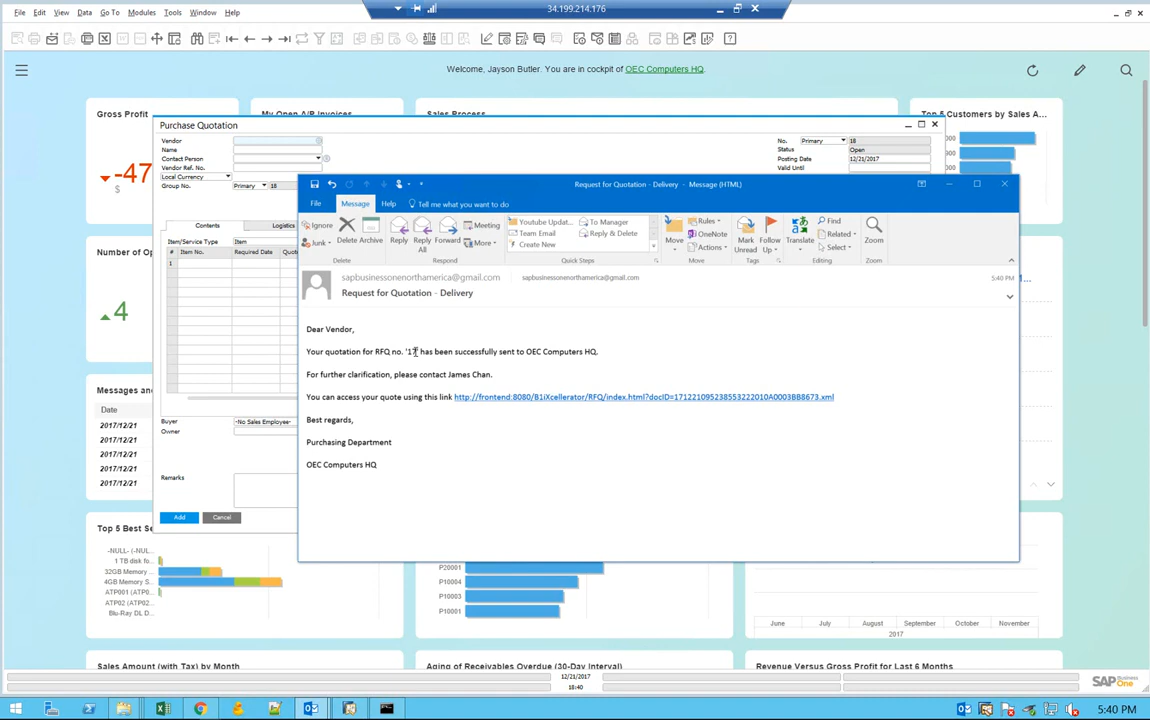 34.199.214.176
File Edit View Data Go To Modules Tools Window Help
Welcome, Jayson Butler. You are in cockpit of OEC Computers HQ.
Gross Profit
My Open A/R Invoices
Sales Process
Top 5 Customers by Sales A...
-47
$
Number of Op
4
Messages and
Date
2017/12/21
2017/12/21
2017/12/21
2017/12/21
2017/12/21
Purchase Quotation
Vendor
Name
Contact Person
Vendor Ref. No.
Local Currency
Group No. Primary 18
No. Primary 18
Status Open
Posting Date 12/21/2017
Valid Until
Contents Logistics
Item/Service Type Item
# Item No. Required Date Quot
1
Buyer -No Sales Employee-
Owner
Remarks
Add Cancel
Request for Quotation - Delivery - Message (HTML)
File Message Help Tell me what you want to do
Ignore
Junk
Delete Archive
Reply Reply All Forward
Meeting
More
Youtube Updat...
Team Email
Create New
To Manager
Reply & Delete
Move
Rules
OneNote
Actions
Mark Unread
Follow Up
Translate
Find
Related
Select
Zoom
Delete Respond Quick Steps Move Tags Editing Zoom
sapbusinessonenorthamerica@gmail.com sapbusinessonenorthamerica@gmail.com 5:40 PM
Request for Quotation - Delivery
Dear Vendor,
Your quotation for RFQ no. '17' has been successfully sent to OEC Computers HQ.
For further clarification, please contact James Chan.
You can access your quote using this link http://frontend:8080/B1iXcellerator/RFQ/index.html?docID=171221095238553222010A0003BB8673.xml
Best regards,
Purchasing Department
OEC Computers HQ
Top 5 Best Se
-NULL- (-NUL...
1 TB disk fo...
32GB Memory ...
4GB Memory S...
ATP001 (ATP0...
ATP02 (ATP02...
Blu-Ray DL D...
P20001
P10004
P10003
P10001
June July August September October November
2017
Sales Amount (with Tax) by Month
Aging of Receivables Overdue (30-Day Interval)
Revenue Versus Gross Profit for Last 6 Months
12/21/2017
18:40
SAP Business One
5:40 PM